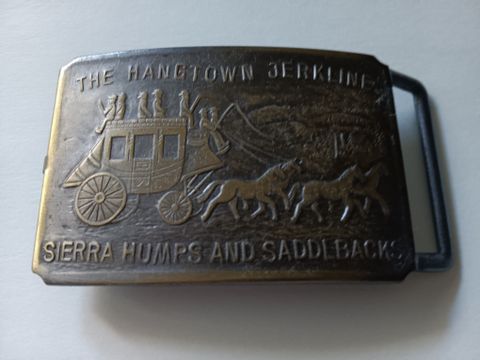 THE HANGTOWN JERKLINE
SIERRA HUMPS AND SADDLEBACKS